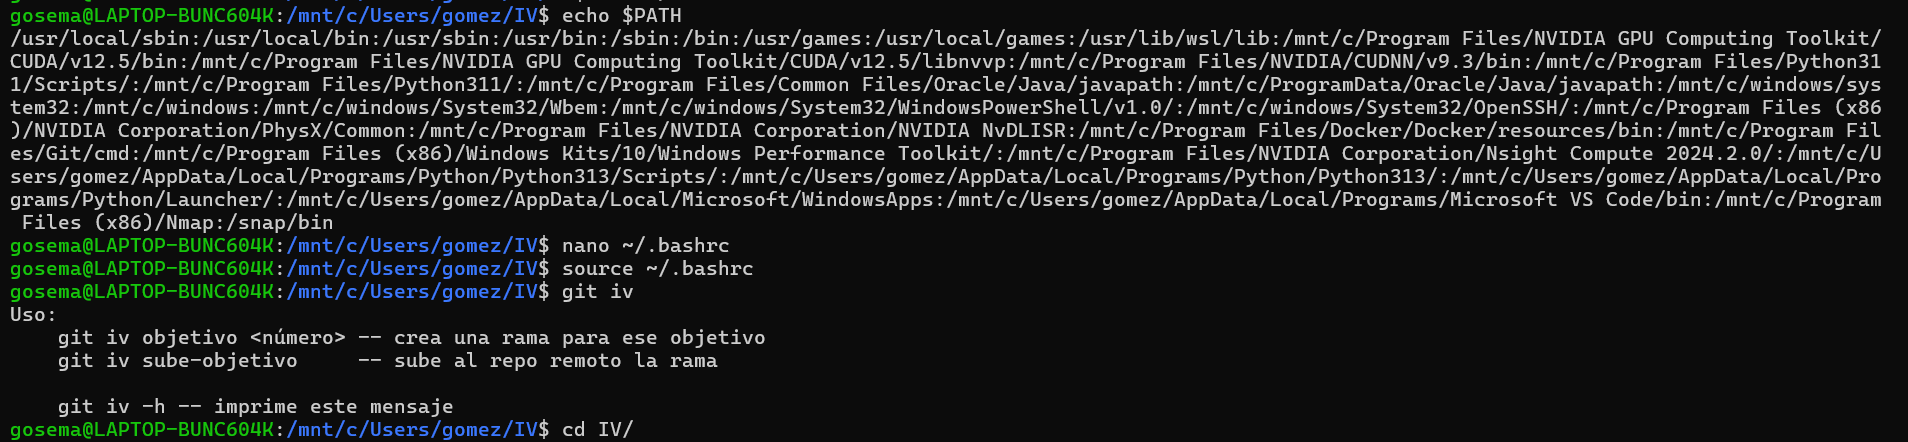 gosema@LAPTOP-BUNC604K:/mnt/c/Users/gomez/IV$ echo $PATH
/usr/local/sbin:/usr/local/bin:/usr/sbin:/usr/bin:/sbin:/bin:/usr/games:/usr/local/games:/usr/lib/wsl/lib:/mnt/c/Program Files/NVIDIA GPU Computing Toolkit/
CUDA/v12.5/bin:/mnt/c/Program Files/NVIDIA GPU Computing Toolkit/CUDA/v12.5/libnvvp:/mnt/c/Program Files/NVIDIA/CUDNN/v9.3/bin:/mnt/c/Program Files/Python31
1/Scripts/:/mnt/c/Program Files/Python311/:/mnt/c/Program Files/Common Files/Oracle/Java/javapath:/mnt/c/ProgramData/Oracle/Java/javapath:/mnt/c/windows/sys
tem32:/mnt/c/windows:/mnt/c/windows/System32/Wbem:/mnt/c/windows/System32/WindowsPowerShell/v1.0/:/mnt/c/windows/System32/OpenSSH/:/mnt/c/Program Files (x86
)/NVIDIA Corporation/PhysX/Common:/mnt/c/Program Files/NVIDIA Corporation/NVIDIA NvDLISR:/mnt/c/Program Files/Docker/Docker/resources/bin:/mnt/c/Program Fil
es/Git/cmd:/mnt/c/Program Files (x86)/Windows Kits/10/Windows Performance Toolkit/:/mnt/c/Program Files/NVIDIA Corporation/Nsight Compute 2024.2.0/:/mnt/c/U
sers/gomez/AppData/Local/Programs/Python/Python313/Scripts/:/mnt/c/Users/gomez/AppData/Local/Programs/Python/Python313/:/mnt/c/Users/gomez/AppData/Local/Pro
grams/Python/Launcher/:/mnt/c/Users/gomez/AppData/Local/Microsoft/WindowsApps:/mnt/c/Users/gomez/AppData/Local/Programs/Microsoft VS Code/bin:/mnt/c/Program
 Files (x86)/Nmap:/snap/bin
gosema@LAPTOP-BUNC604K:/mnt/c/Users/gomez/IV$ nano ~/.bashrc
gosema@LAPTOP-BUNC604K:/mnt/c/Users/gomez/IV$ source ~/.bashrc
gosema@LAPTOP-BUNC604K:/mnt/c/Users/gomez/IV$ git iv
Uso:
    git iv objetivo <número> -- crea una rama para ese objetivo
    git iv sube-objetivo     -- sube al repo remoto la rama
    git iv -h -- imprime este mensaje
gosema@LAPTOP-BUNC604K:/mnt/c/Users/gomez/IV$ cd IV/